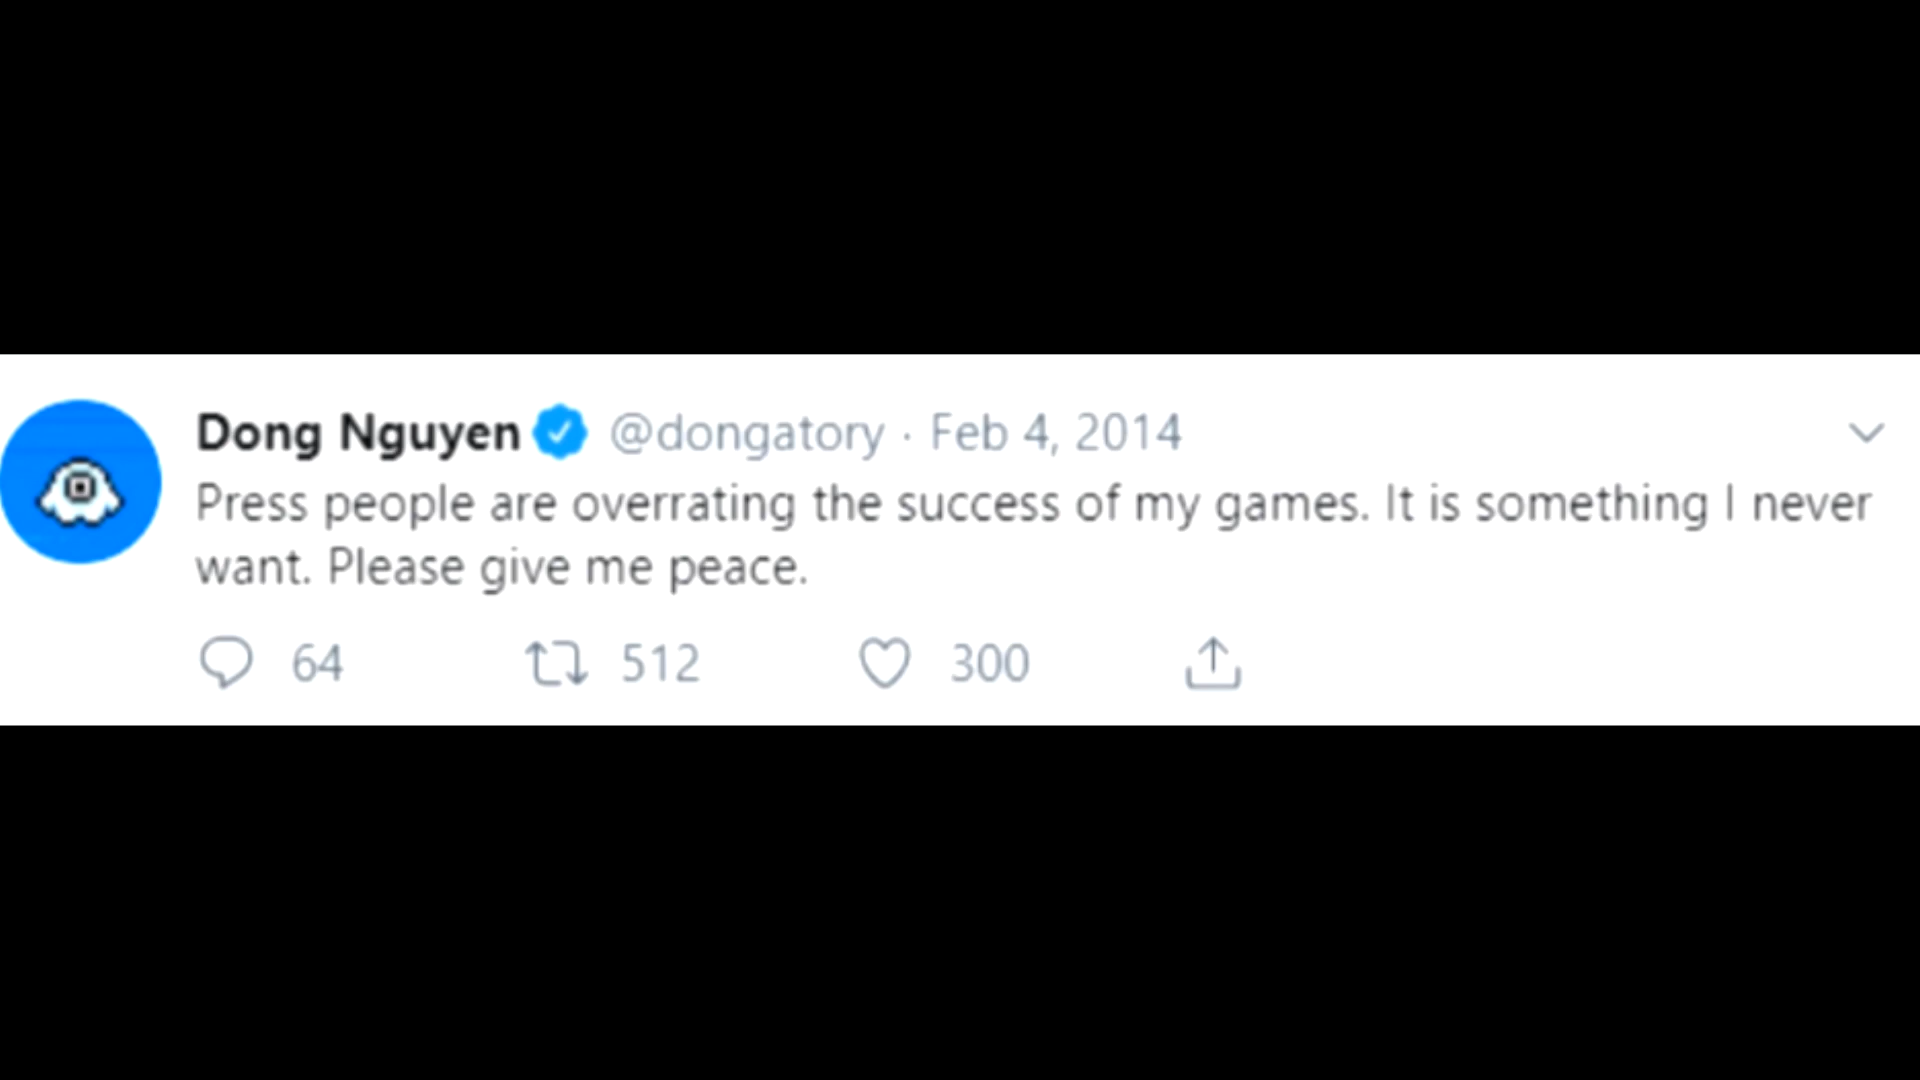 Dong Nguyen @dongatory · Feb 4, 2014
Press people are overrating the success of my games. It is something I never
want. Please give me peace.
64 512 300